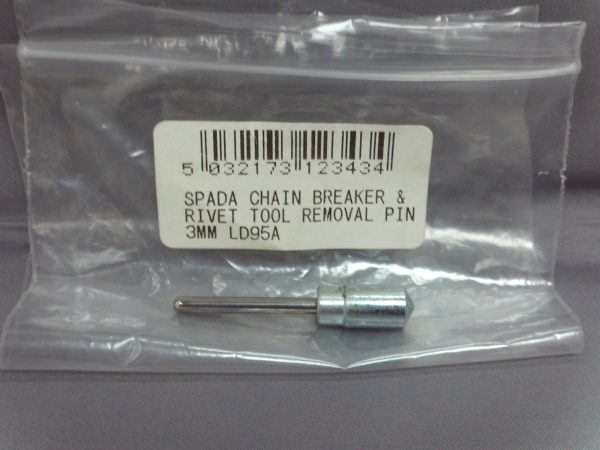 5 032173 123434
SPADA CHAIN BREAKER &
RIVET TOOL REMOVAL PIN
3MM LD95A